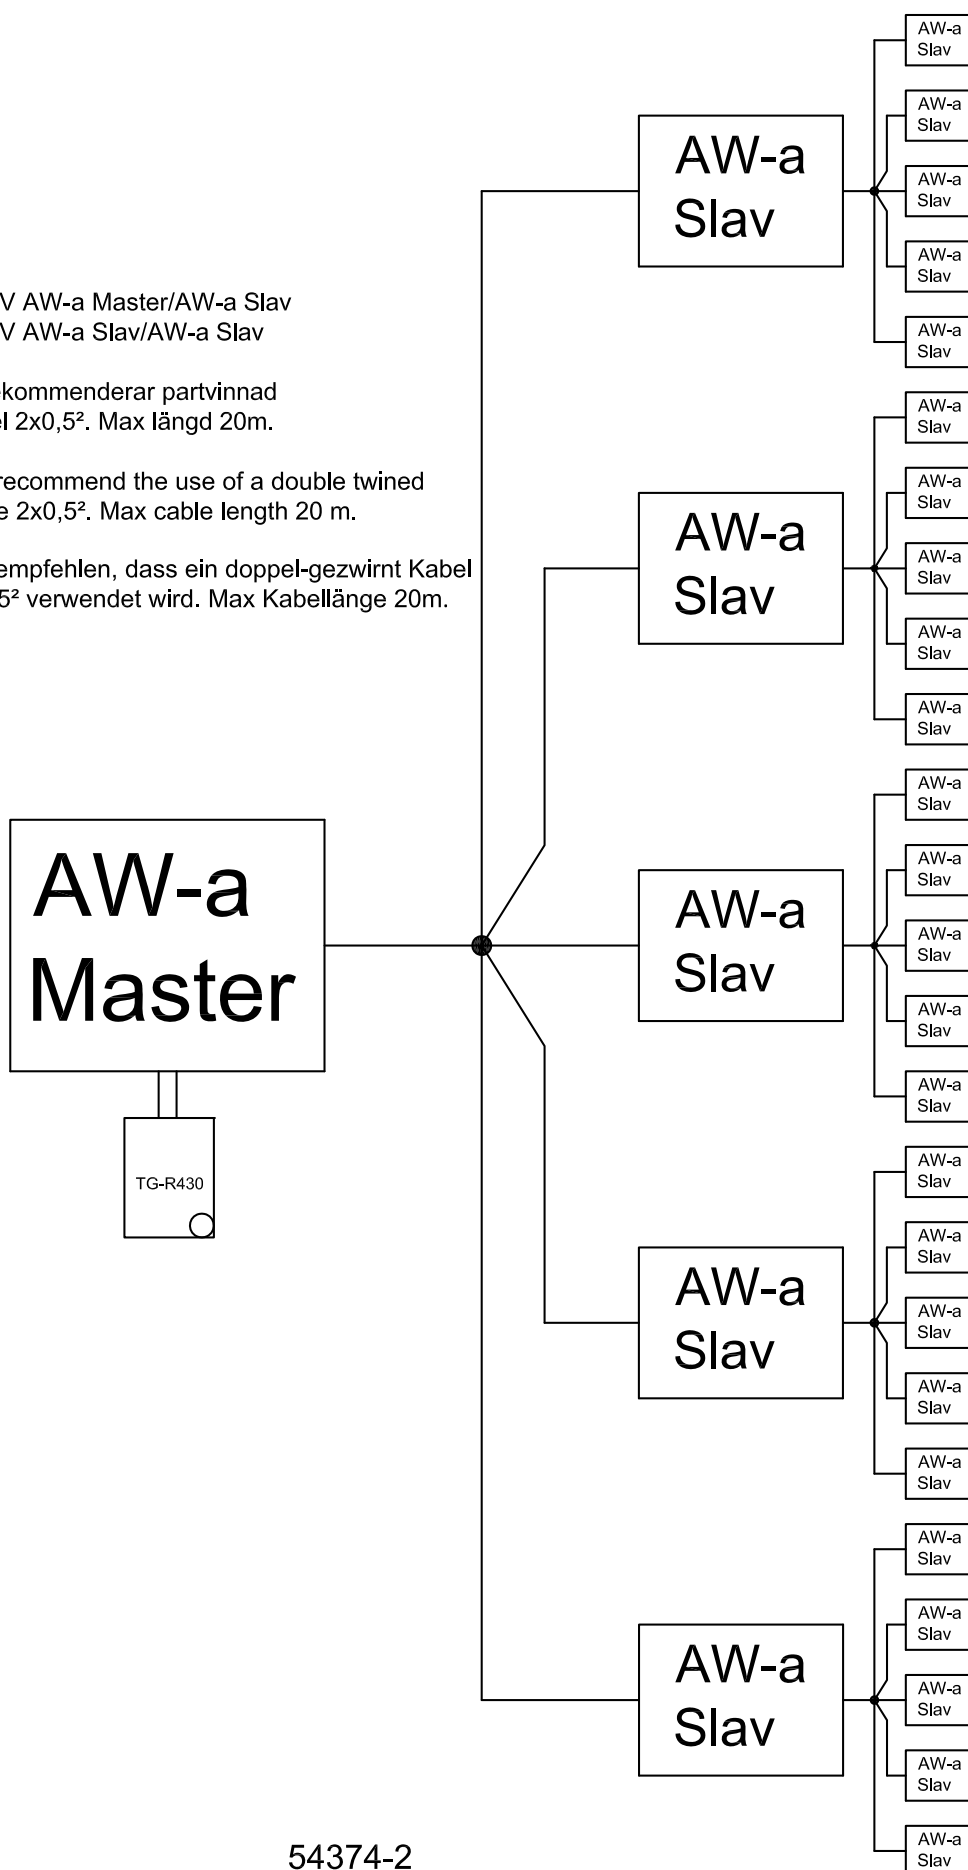 V AW-a Master/AW-a Slav
V AW-a Slav/AW-a Slav
ekommenderar partvinnad
el 2x0,5². Max längd 20m.
recommend the use of a double twined
e 2x0,5². Max cable length 20 m.
empfehlen, dass ein doppel-gezwirnt Kabel
5² verwendet wird. Max Kabellänge 20m.
AW-a
Master
TG-R430
AW-a
Slav
AW-a
Slav
AW-a
Slav
AW-a
Slav
AW-a
Slav
AW-a
Slav
AW-a
Slav
AW-a
Slav
AW-a
Slav
AW-a
Slav
AW-a
Slav
AW-a
Slav
AW-a
Slav
AW-a
Slav
AW-a
Slav
AW-a
Slav
AW-a
Slav
AW-a
Slav
AW-a
Slav
AW-a
Slav
AW-a
Slav
AW-a
Slav
AW-a
Slav
AW-a
Slav
AW-a
Slav
AW-a
Slav
AW-a
Slav
AW-a
Slav
AW-a
Slav
AW-a
Slav
54374-2